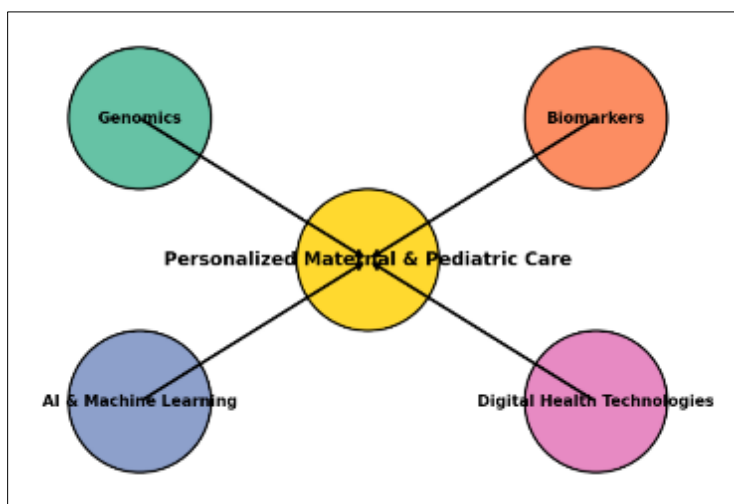 Genomics
Biomarkers
Personalized Maternal & Pediatric Care
AI & Machine Learning
Digital Health Technologies